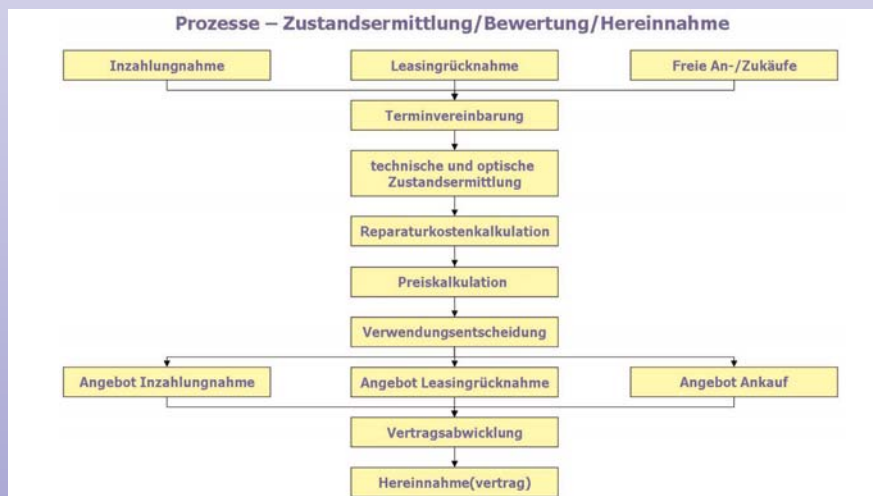 Prozesse – Zustandsermittlung/Bewertung/Hereinnahme
Inzahlungnahme
Leasingrücknahme
Freie An-/Zukäufe
Terminvereinbarung
technische und optische
Zustandsermittlung
Reparaturkostenkalkulation
Preiskalkulation
Verwendungsentscheidung
Angebot Inzahlungnahme
Angebot Leasingrücknahme
Angebot Ankauf
Vertragsabwicklung
Hereinnahme(vertrag)